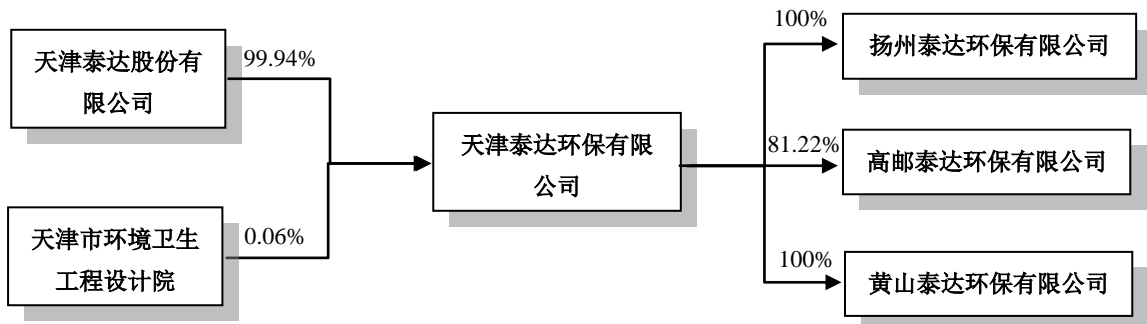 天津泰达股份有
限公司
99.94%
天津市环境卫生
工程设计院
0.06%
天津泰达环保有限
公司
100%
扬州泰达环保有限公司
81.22%
高邮泰达环保有限公司
100%
黄山泰达环保有限公司